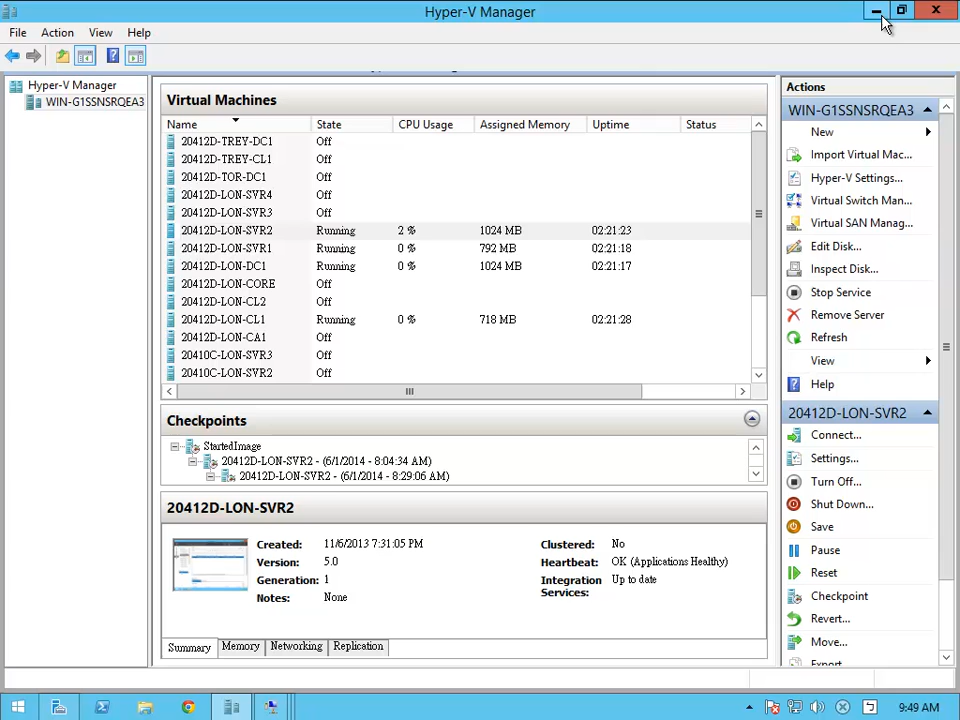 Hyper-V Manager
File Action View Help
Hyper-V Manager
WIN-G1SSNSRQEA3
Virtual Machines
Name State CPU Usage Assigned Memory Uptime Status
20412D-TREY-DC1 Off
20412D-TREY-CL1 Off
20412D-TOR-DC1 Off
20412D-LON-SVR4 Off
20412D-LON-SVR3 Off
20412D-LON-SVR2 Running 2 % 1024 MB 02:21:23
20412D-LON-SVR1 Running 0 % 792 MB 02:21:18
20412D-LON-DC1 Running 0 % 1024 MB 02:21:17
20412D-LON-CORE Off
20412D-LON-CL2 Off
20412D-LON-CL1 Running 0 % 718 MB 02:21:28
20412D-LON-CA1 Off
20410C-LON-SVR3 Off
20410C-LON-SVR2 Off
Checkpoints
StartedImage
20412D-LON-SVR2 - (6/1/2014 - 8:04:34 AM)
20412D-LON-SVR2 - (6/1/2014 - 8:29:06 AM)
20412D-LON-SVR2
Created: 11/6/2013 7:31:05 PM
Version: 5.0
Generation: 1
Notes: None
Clustered: No
Heartbeat: OK (Applications Healthy)
Integration Services: Up to date
Summary Memory Networking Replication
Actions
WIN-G1SSNSRQEA3
New
Import Virtual Mac...
Hyper-V Settings...
Virtual Switch Man...
Virtual SAN Manag...
Edit Disk...
Inspect Disk...
Stop Service
Remove Server
Refresh
View
Help
20412D-LON-SVR2
Connect...
Settings...
Turn Off...
Shut Down...
Save
Pause
Reset
Checkpoint
Revert...
Move...
9:49 AM